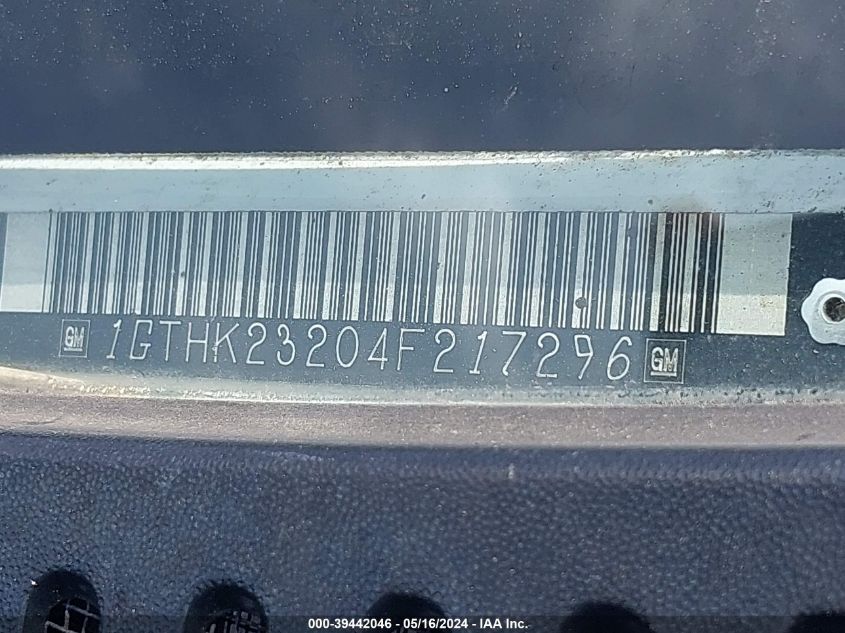 GM 1GTHK23204F217296 GM
000-39442046 - 05/16/2024 - IAA Inc.